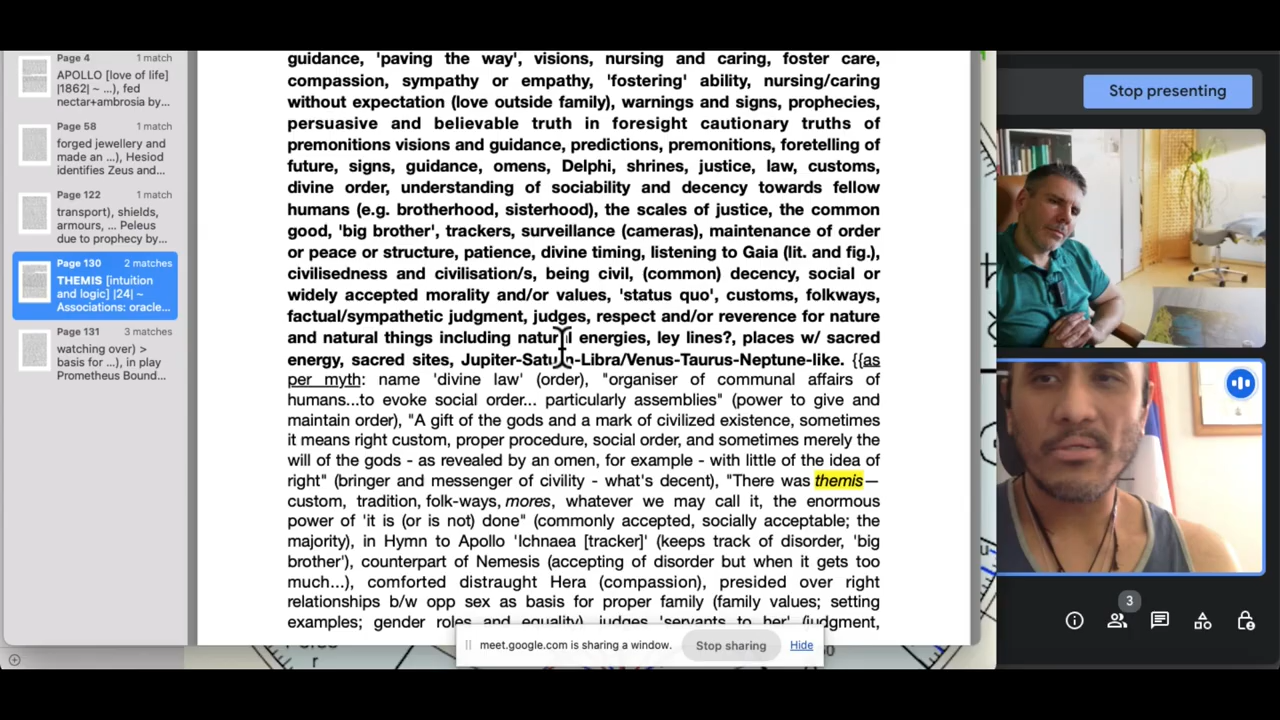 Page 4 1 match
APOLLO [love of life]
|1862| ~ ...), fed
nectar+ambrosia by...
Page 58 1 match
forged jewellery and
made an ...), Hesiod
identifies Zeus and...
Page 122 1 match
transport), shields,
armours, ... Peleus
due to prophecy by...
Page 130 2 matches
THEMIS [intuition
and logic] |24| ~
Associations: oracle...
Page 131 3 matches
watching over) >
basis for ...), in play
Prometheus Bound...
guidance, 'paving the way', visions, nursing and caring, foster care,
compassion, sympathy or empathy, 'fostering' ability, nursing/caring
without expectation (love outside family), warnings and signs, prophecies,
persuasive and believable truth in foresight cautionary truths of
premonitions visions and guidance, predictions, premonitions, foretelling of
future, signs, guidance, omens, Delphi, shrines, justice, law, customs,
divine order, understanding of sociability and decency towards fellow
humans (e.g. brotherhood, sisterhood), the scales of justice, the common
good, 'big brother', trackers, surveillance (cameras), maintenance of order
or peace or structure, patience, divine timing, listening to Gaia (lit. and fig.),
civilisedness and civilisation/s, being civil, (common) decency, social or
widely accepted morality and/or values, 'status quo', customs, folkways,
factual/sympathetic judgment, judges, respect and/or reverence for nature
and natural things including natural energies, ley lines?, places w/ sacred
energy, sacred sites, Jupiter-Saturn-Libra/Venus-Taurus-Neptune-like. {{as
per myth: name 'divine law' (order), "organiser of communal affairs of
humans...to evoke social order... particularly assemblies" (power to give and
maintain order), "A gift of the gods and a mark of civilized existence, sometimes
it means right custom, proper procedure, social order, and sometimes merely the
will of the gods - as revealed by an omen, for example - with little of the idea of
right" (bringer and messenger of civility - what's decent), "There was themis—
custom, tradition, folk-ways, mores, whatever we may call it, the enormous
power of 'it is (or is not) done" (commonly accepted, socially acceptable; the
majority), in Hymn to Apollo 'Ichnaea [tracker]' (keeps track of disorder, 'big
brother'), counterpart of Nemesis (accepting of disorder but when it gets too
much...), comforted distraught Hera (compassion), presided over right
relationships b/w opp sex as basis for proper family (family values; setting
examples; gender roles and equality), judges 'servants to her' (judgment,
meet.google.com is sharing a window. Stop sharing Hide
Stop presenting
3